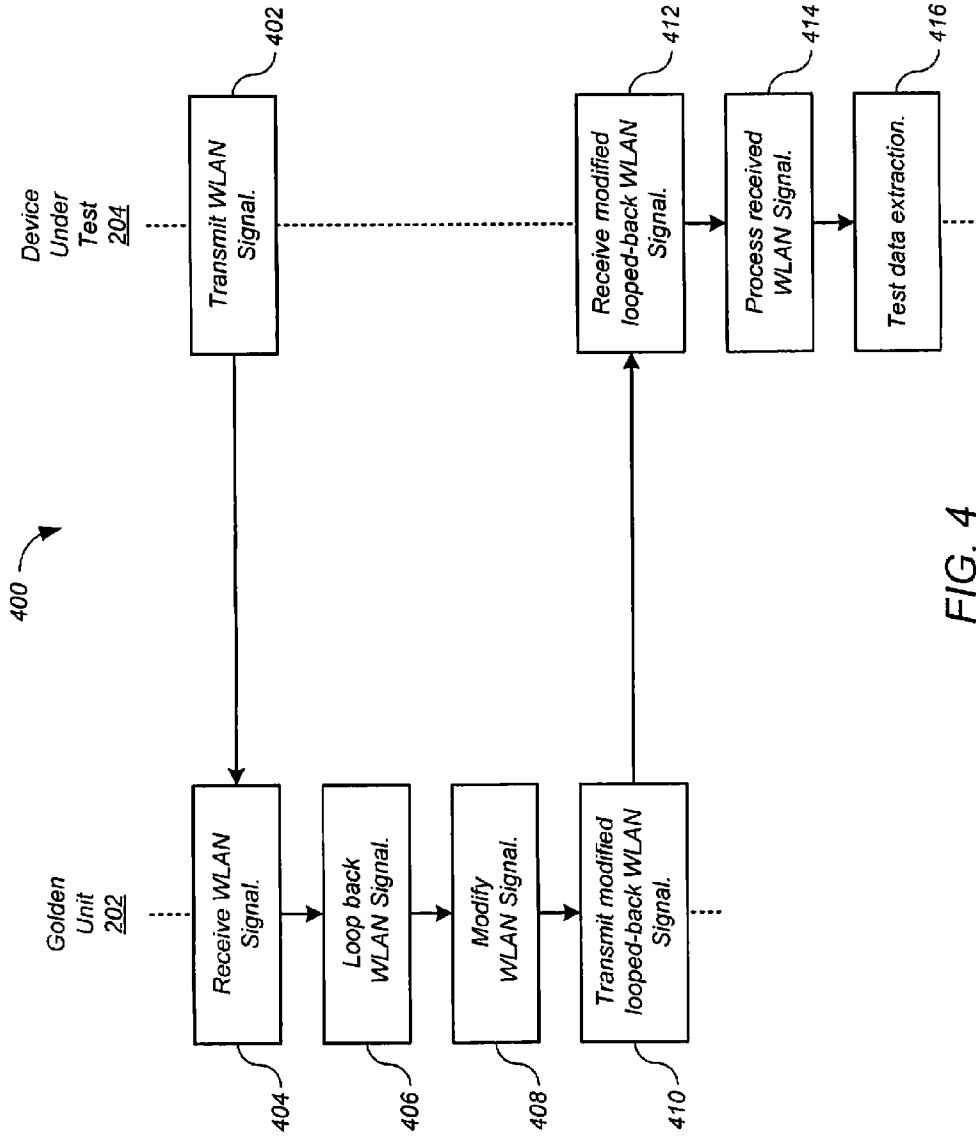 400
Golden
Unit
202
Device
Under
Test
204
Transmit WLAN
Signal.
402
Receive WLAN
Signal.
404
Loop back
WLAN Signal.
406
Modify
WLAN Signal.
408
Transmit modified
looped-back WLAN
Signal.
410
Receive modified
looped-back WLAN
Signal.
412
Process received
WLAN Signal.
414
Test data extraction.
416
FIG. 4